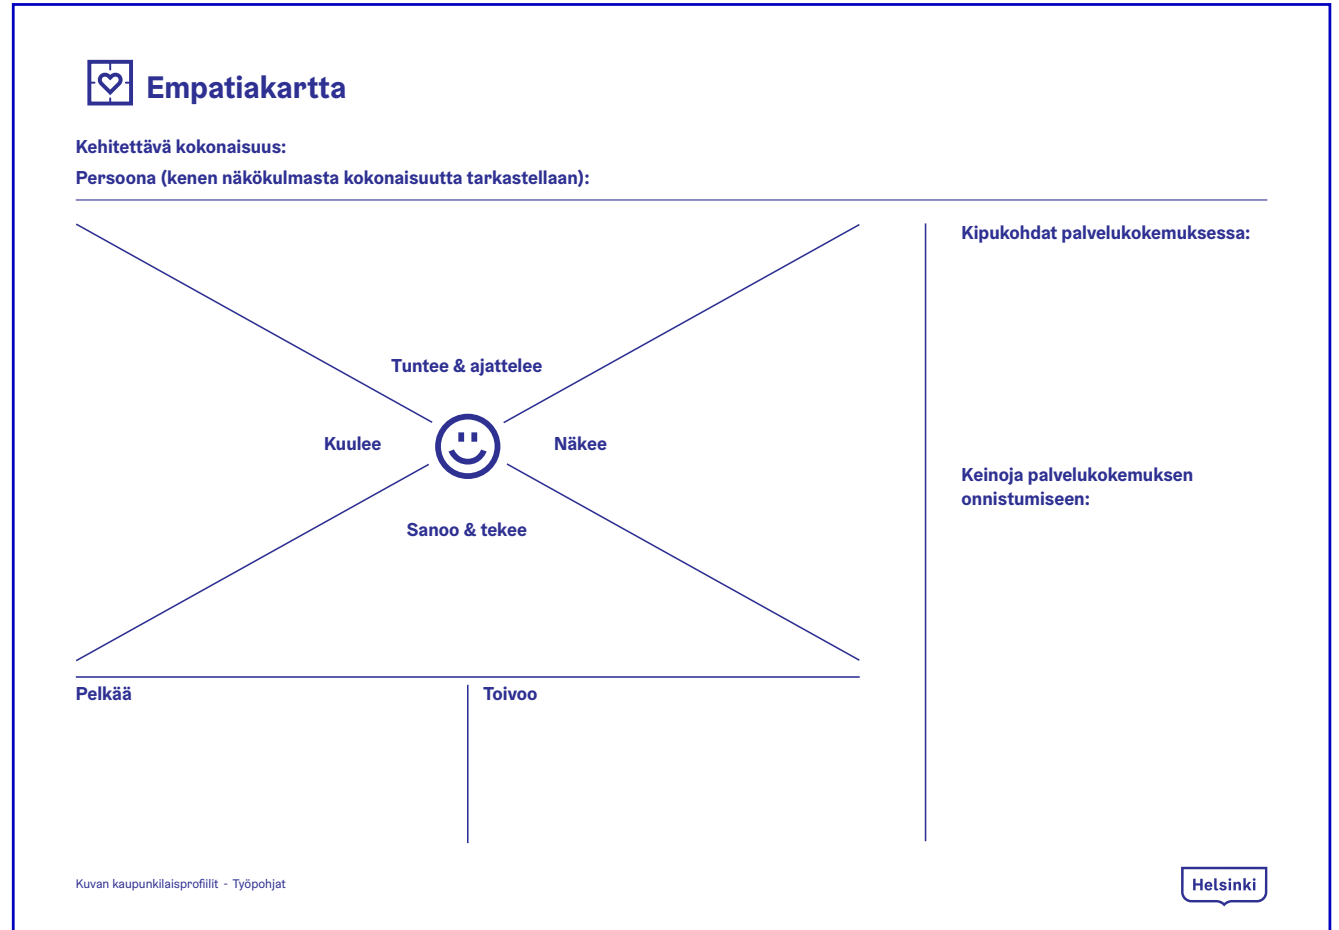 Empatiakartta
Kehitettävä kokonaisuus:
Persoona (kenen näkökulmasta kokonaisuutta tarkastellaan):
Tuntee & ajattelee
Kuulee
Näkee
Sanoo & tekee
Pelkää
Toivoo
Kipukohdat palvelukokemuksessa:
Keinoja palvelukokemuksen
onnistumiseen:
Kuvan kaupunkilaisprofiilit - Työpohjat
Helsinki